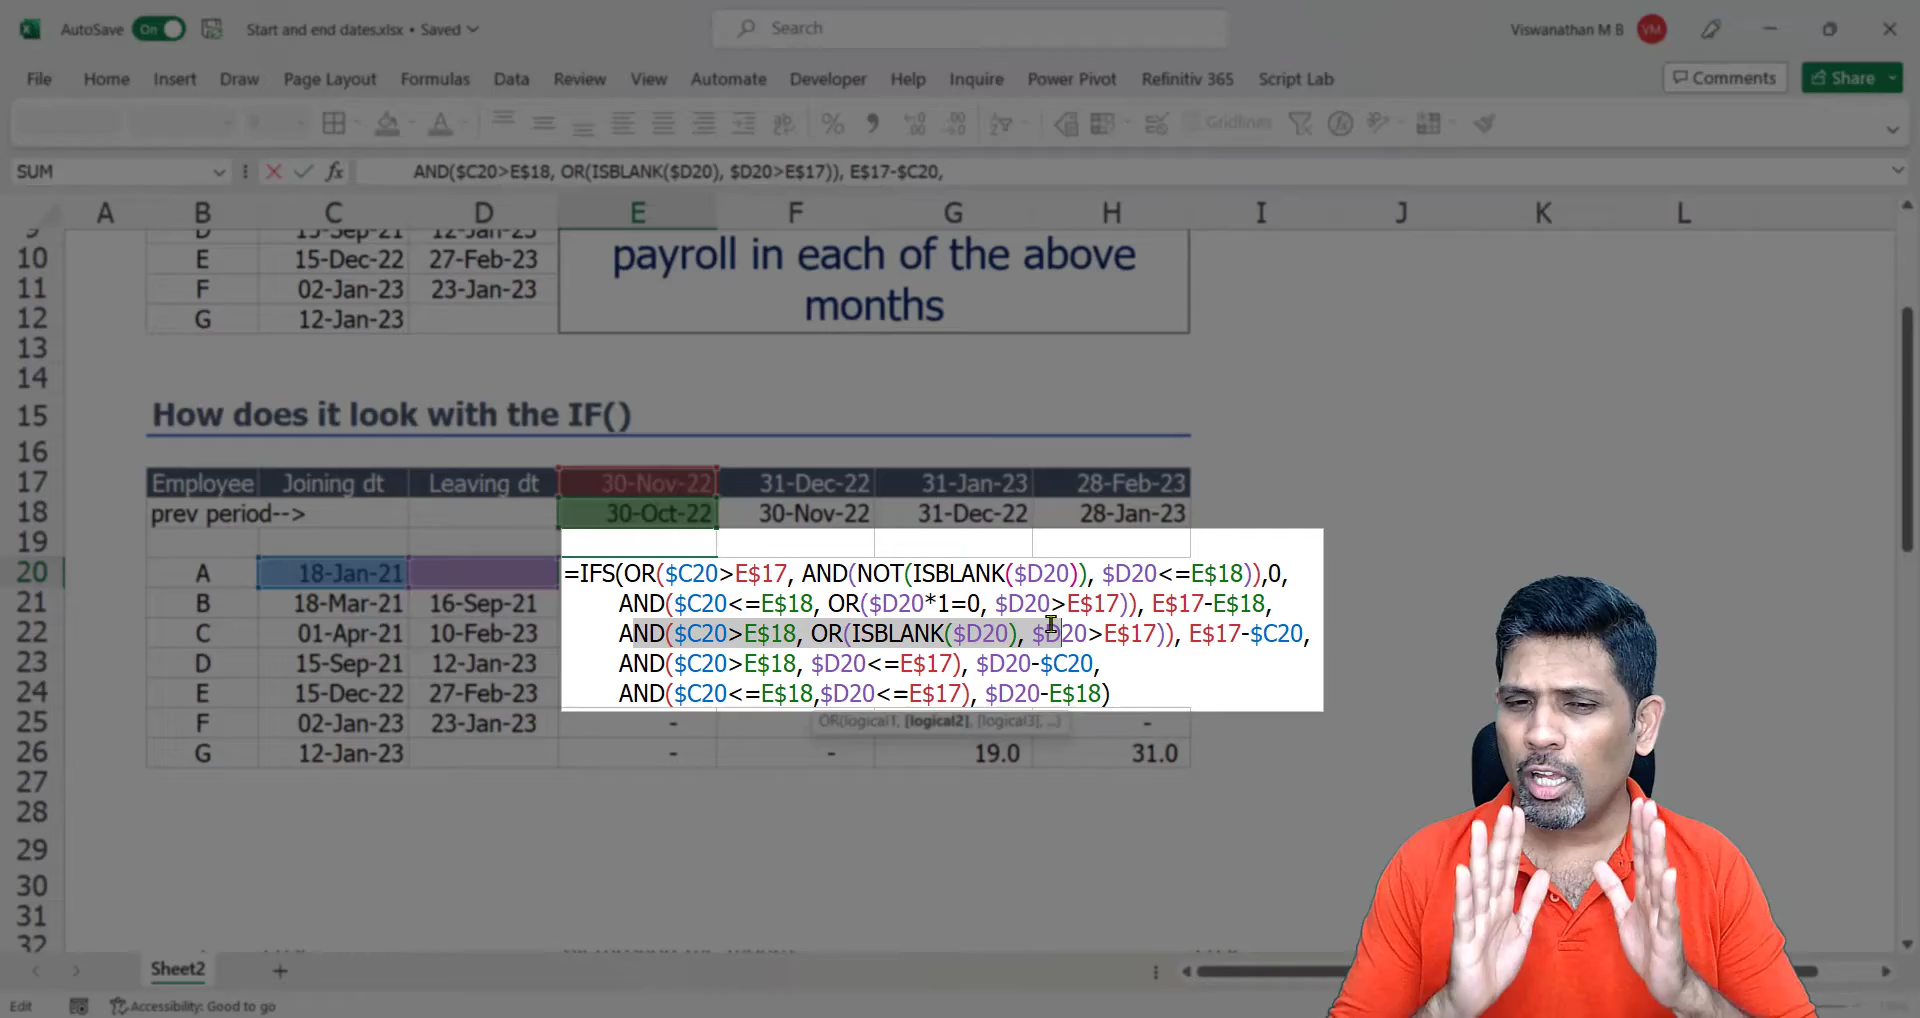 AutoSave On Start and end dates.xlsx • Saved Search Viswanathan M B VM
File Home Insert Draw Page Layout Formulas Data Review View Automate Developer Help Inquire Power Pivot Refinitiv 365 Script Lab Comments Share
Gridlines
SUM fx AND($C20>E$18, OR(ISBLANK($D20), $D20>E$17)), E$17-$C20,
A B C D E F G H I J K L
9 D 15-Sep-21 12-Jan-23
10 E 15-Dec-22 27-Feb-23 payroll in each of the above
11 F 02-Jan-23 23-Jan-23 months
12 G 12-Jan-23
13
14
15 How does it look with the IF()
16
17 Employee Joining dt Leaving dt 30-Nov-22 31-Dec-22 31-Jan-23 28-Feb-23
18 prev period--> 30-Oct-22 30-Nov-22 31-Dec-22 28-Jan-23
19
20 A 18-Jan-21 =IFS(OR($C20>E$17, AND(NOT(ISBLANK($D20)), $D20<=E$18)),0,
21 B 18-Mar-21 16-Sep-21 AND($C20<=E$18, OR($D20*1=0, $D20>E$17)), E$17-E$18,
22 C 01-Apr-21 10-Feb-23 AND($C20>E$18, OR(ISBLANK($D20), $D20>E$17)), E$17-$C20,
23 D 15-Sep-21 12-Jan-23 AND($C20>E$18, $D20<=E$17), $D20-$C20,
24 E 15-Dec-22 27-Feb-23 AND($C20<=E$18,$D20<=E$17), $D20-E$18)
25 F 02-Jan-23 23-Jan-23 - OR(logical1, [logical2], [logical3], ...) -
26 G 12-Jan-23 - - 19.0 31.0
27
28
29
30
31
32
Sheet2
Edit Accessibility: Good to go